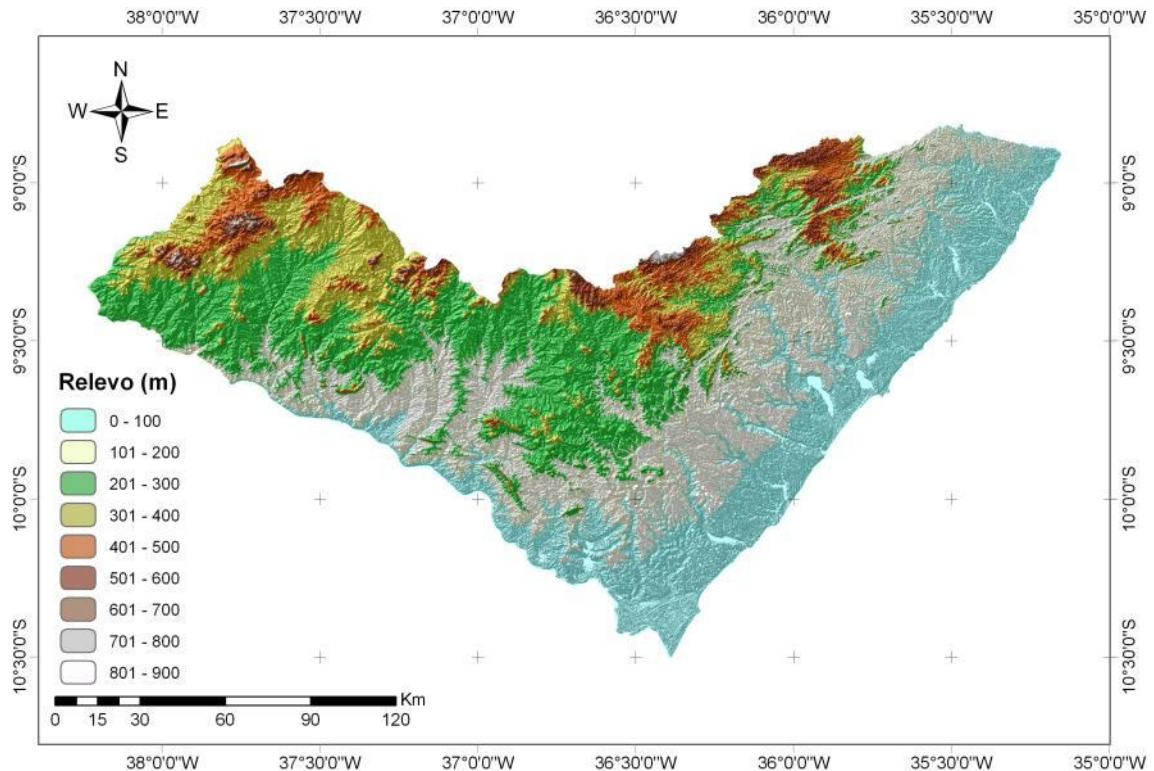 38°0'0"W 37°30'0"W 37°0'0"W 36°30'0"W 36°0'0"W 35°30'0"W 35°0'0"W
N
W E
S
9°0'0"S 9°0'0"S
9°30'0"S 9°30'0"S
Relevo (m)
0 - 100
101 - 200
201 - 300
10°0'0"S 10°0'0"S
301 - 400
401 - 500
501 - 600
601 - 700
701 - 800
10°30'0"S 10°30'0"S
801 - 900
Km
0 15 30 60 90 120
38°0'0"W 37°30'0"W 37°0'0"W 36°30'0"W 36°0'0"W 35°30'0"W 35°0'0"W